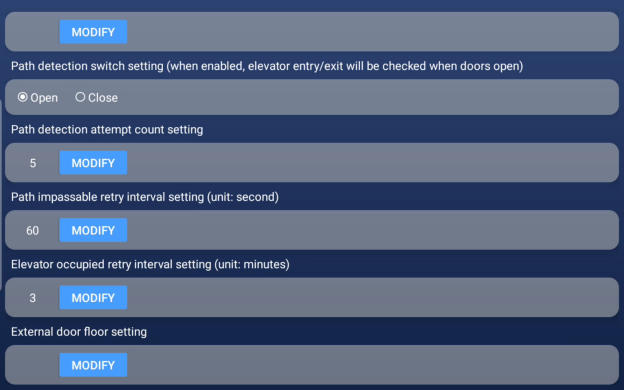 MODIFY
Path detection switch setting (when enabled, elevator entry/exit will be checked when doors open)
Open Close
Path detection attempt count setting
5 MODIFY
Path impassable retry interval setting (unit: second)
60 MODIFY
Elevator occupied retry interval setting (unit: minutes)
3 MODIFY
External door floor setting
MODIFY